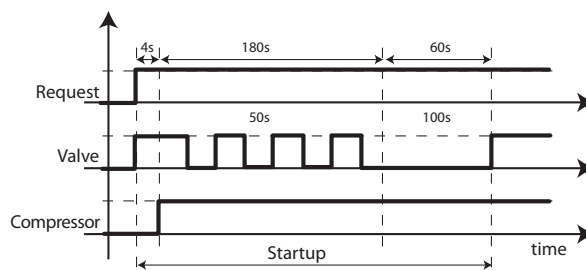 4s 180s 60s
Request
50s 100s
Valve
Compressor
time
Startup